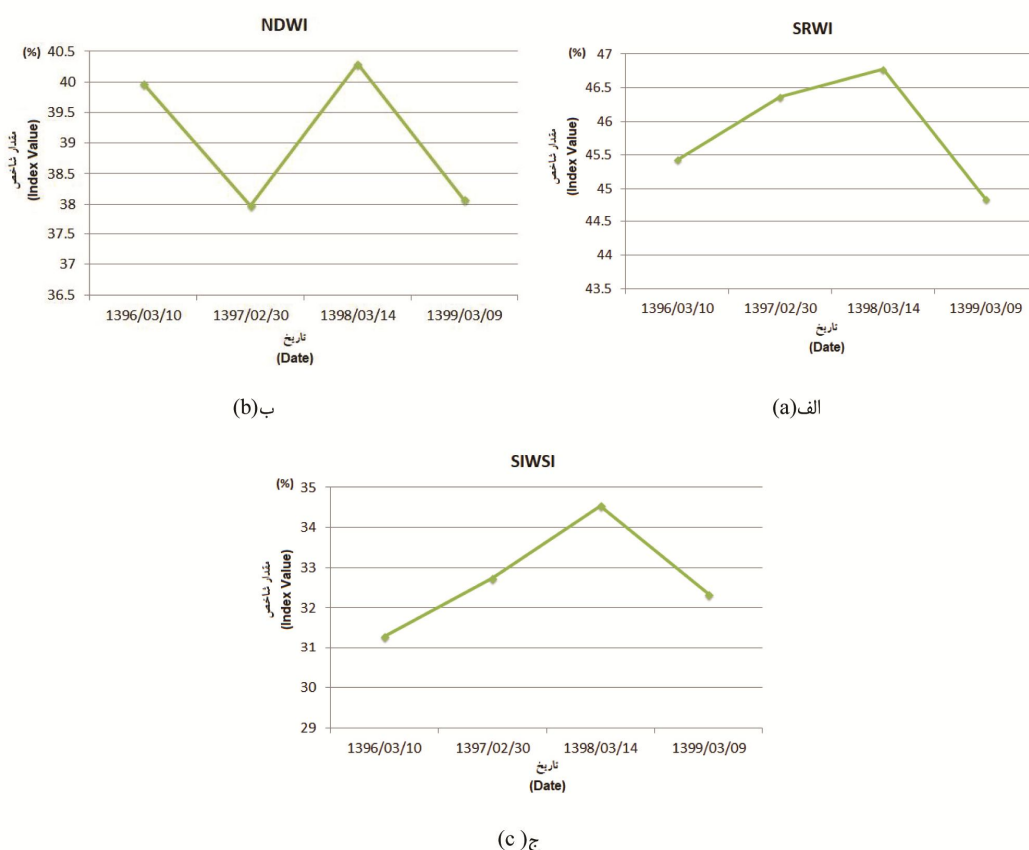 SRWI
(%)
47
46.5
46
45.5
45
44.5
44
43.5
مقدار شاخص
(Index Value)
1396/03/10 1397/02/30 1398/03/14 1399/03/09
تاریخ
(Date)
الف(a)
NDWI
(%)
40.5
40
39.5
39
38.5
38
37.5
37
36.5
مقدار شاخص
(Index Value)
1396/03/10 1397/02/30 1398/03/14 1399/03/09
تاریخ
(Date)
ب(b)
SIWSI
(%)
35
34
33
32
31
30
29
مقدار شاخص
(Index Value)
1396/03/10 1397/02/30 1398/03/14 1399/03/09
تاریخ
(Date)
ج(c)